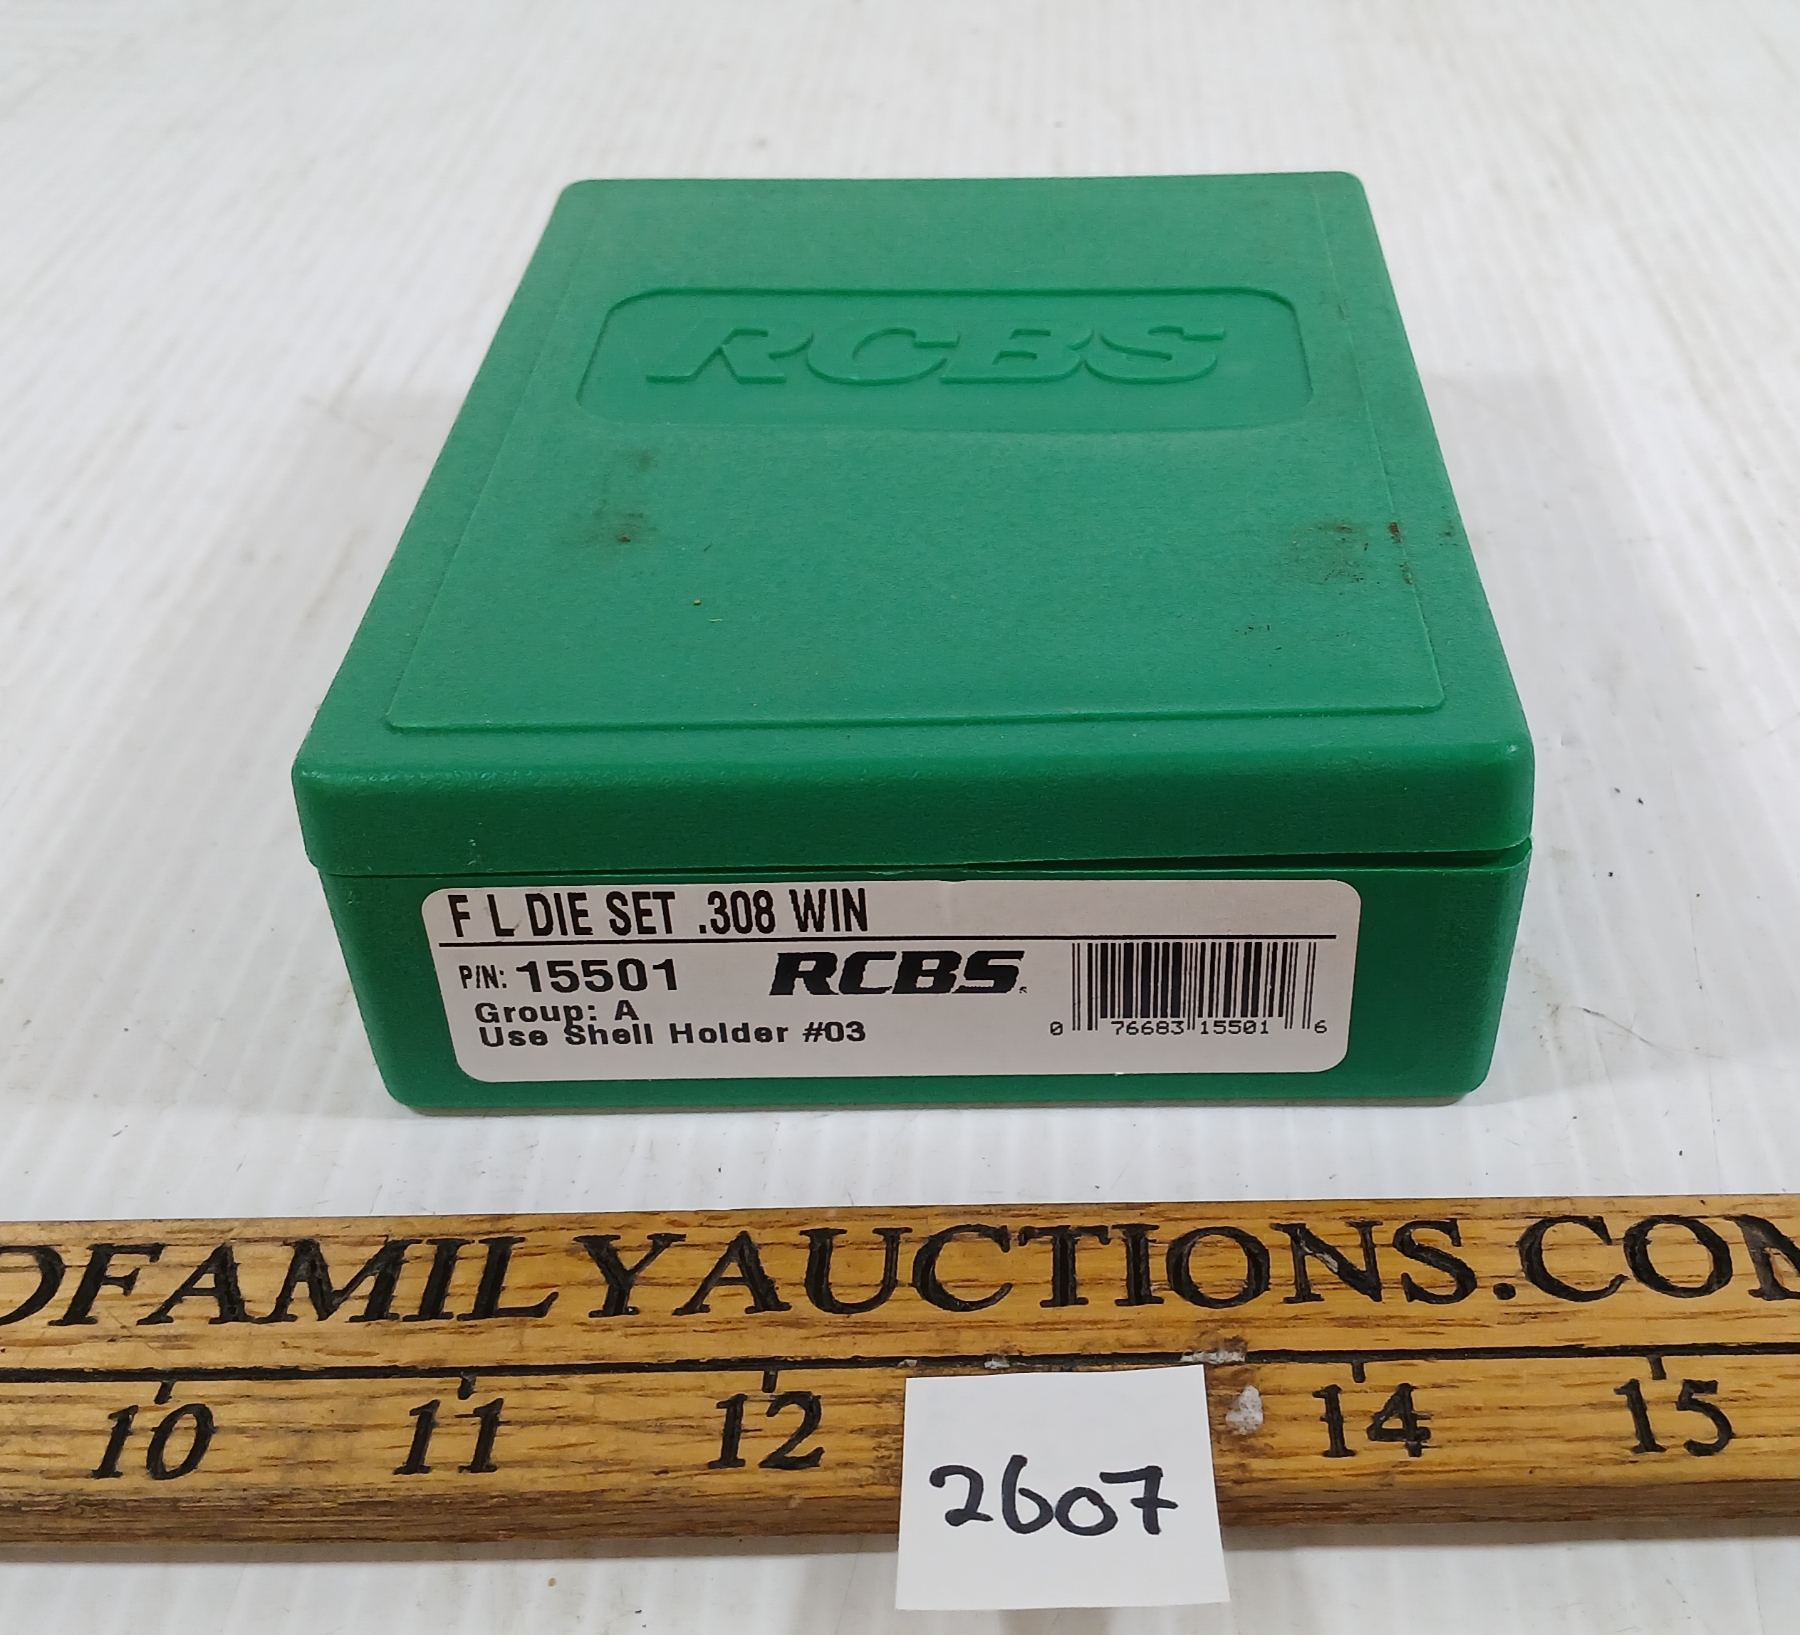 RCBS
F L DIE SET .308 WIN
P/N: 15501 RCBS
Group: A
Use Shell Holder #03
0 76683 15501 6
DFAMILYAUCTIONS.COM
10 11 12 14 15
2607